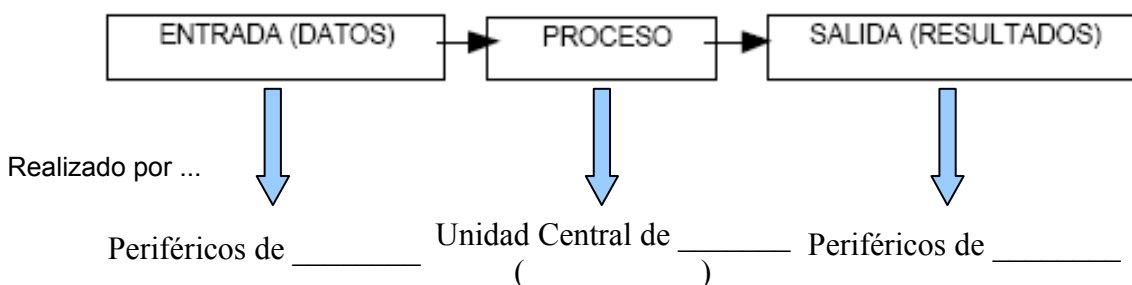 ENTRADA (DATOS) PROCESO SALIDA (RESULTADOS)
Realizado por ...
Periféricos de ________ Unidad Central de _______ Periféricos de ________
( )